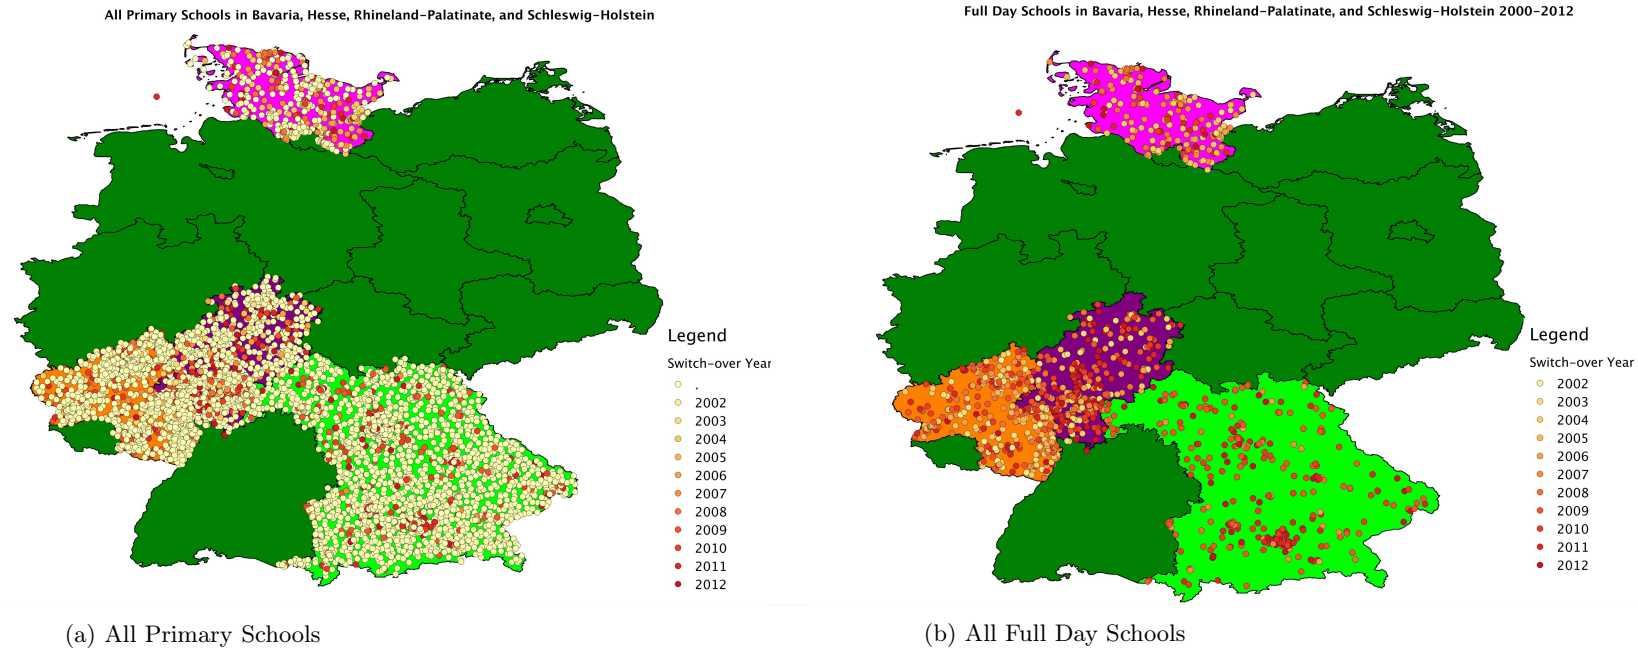 All Primary Schools in Bavaria, Hesse, Rhineland-Palatinate, and Schleswig-Holstein
Legend
Switch-over Year
.
2002
2003
2004
2005
2006
2007
2008
2009
2010
2011
2012
(a) All Primary Schools
Full Day Schools in Bavaria, Hesse, Rhineland-Palatinate, and Schleswig-Holstein 2000-2012
Legend
Switch-over Year
2002
2003
2004
2005
2006
2007
2008
2009
2010
2011
2012
(b) All Full Day Schools